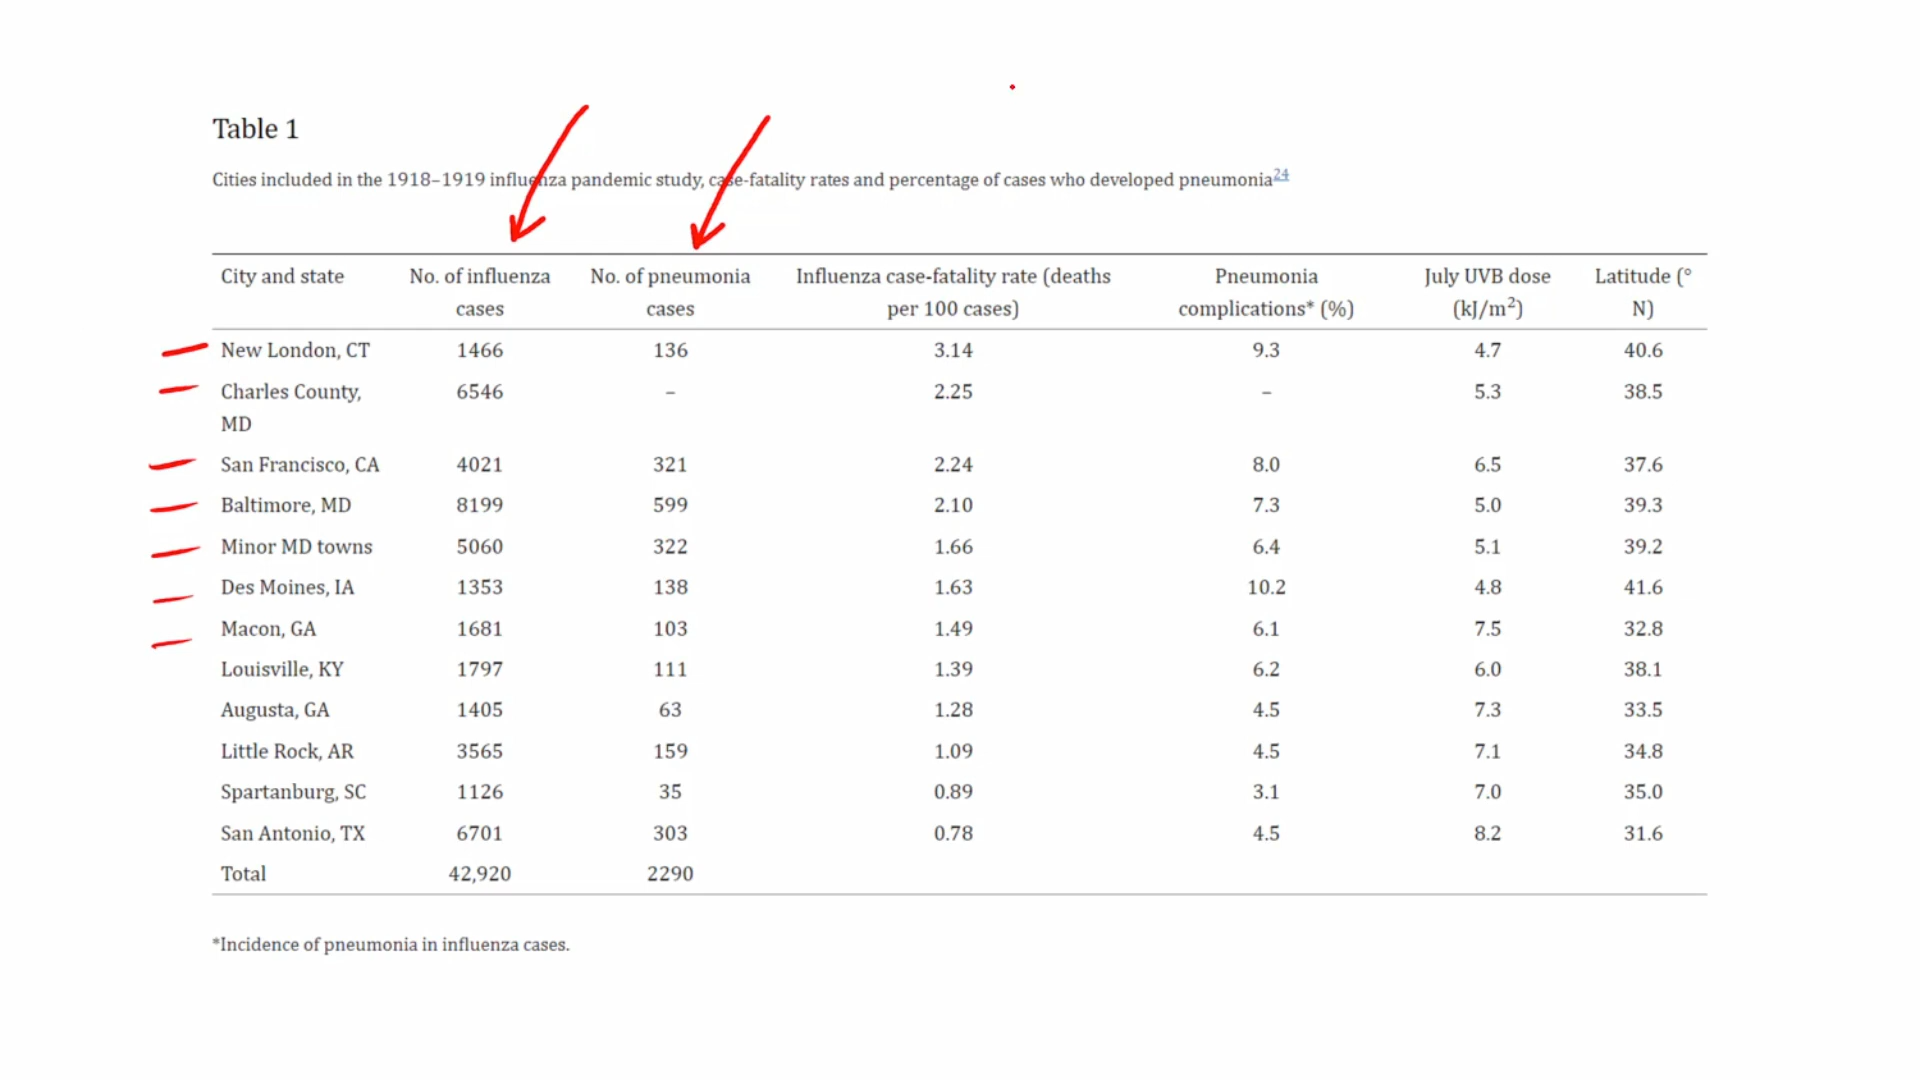 Table 1
Cities included in the 1918–1919 influenza pandemic study, case-fatality rates and percentage of cases who developed pneumonia24
City and state No. of influenza cases No. of pneumonia cases Influenza case-fatality rate (deaths per 100 cases) Pneumonia complications* (%) July UVB dose (kJ/m2) Latitude (° N)
New London, CT 1466 136 3.14 9.3 4.7 40.6
Charles County, MD 6546 – 2.25 – 5.3 38.5
San Francisco, CA 4021 321 2.24 8.0 6.5 37.6
Baltimore, MD 8199 599 2.10 7.3 5.0 39.3
Minor MD towns 5060 322 1.66 6.4 5.1 39.2
Des Moines, IA 1353 138 1.63 10.2 4.8 41.6
Macon, GA 1681 103 1.49 6.1 7.5 32.8
Louisville, KY 1797 111 1.39 6.2 6.0 38.1
Augusta, GA 1405 63 1.28 4.5 7.3 33.5
Little Rock, AR 3565 159 1.09 4.5 7.1 34.8
Spartanburg, SC 1126 35 0.89 3.1 7.0 35.0
San Antonio, TX 6701 303 0.78 4.5 8.2 31.6
Total 42,920 2290
*Incidence of pneumonia in influenza cases.